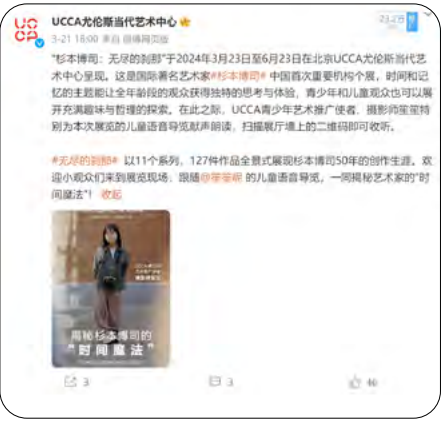 UCCA尤伦斯当代艺术中心
3-21 18:00 来自 微博网页版
“杉本博司：无尽的刹那”于2024年3月23日至6月23日在北京UCCA尤伦斯当代艺
术中心呈现。这是国际著名艺术家#杉本博司# 中国首次重要机构个展，时间和记
忆的主题能让全年龄段的观众获得独特的思考与体验，青少年和儿童观众也可以展
开充满趣味与哲理的探索。在此之际，UCCA青少年艺术推广使者、摄影师笙笙特
别为本次展览的儿童语音导览献声朗读，扫描展厅墙上的二维码即可收听。
#无尽的刹那# 以11个系列，127件作品全景式展现杉本博司50年的创作生涯。欢
迎小观众们来到展览现场，跟随 的儿童语音导览，一同揭秘艺术家的“时
间魔法”！ 收起
揭秘杉本博司的
“时间魔法”
3
3